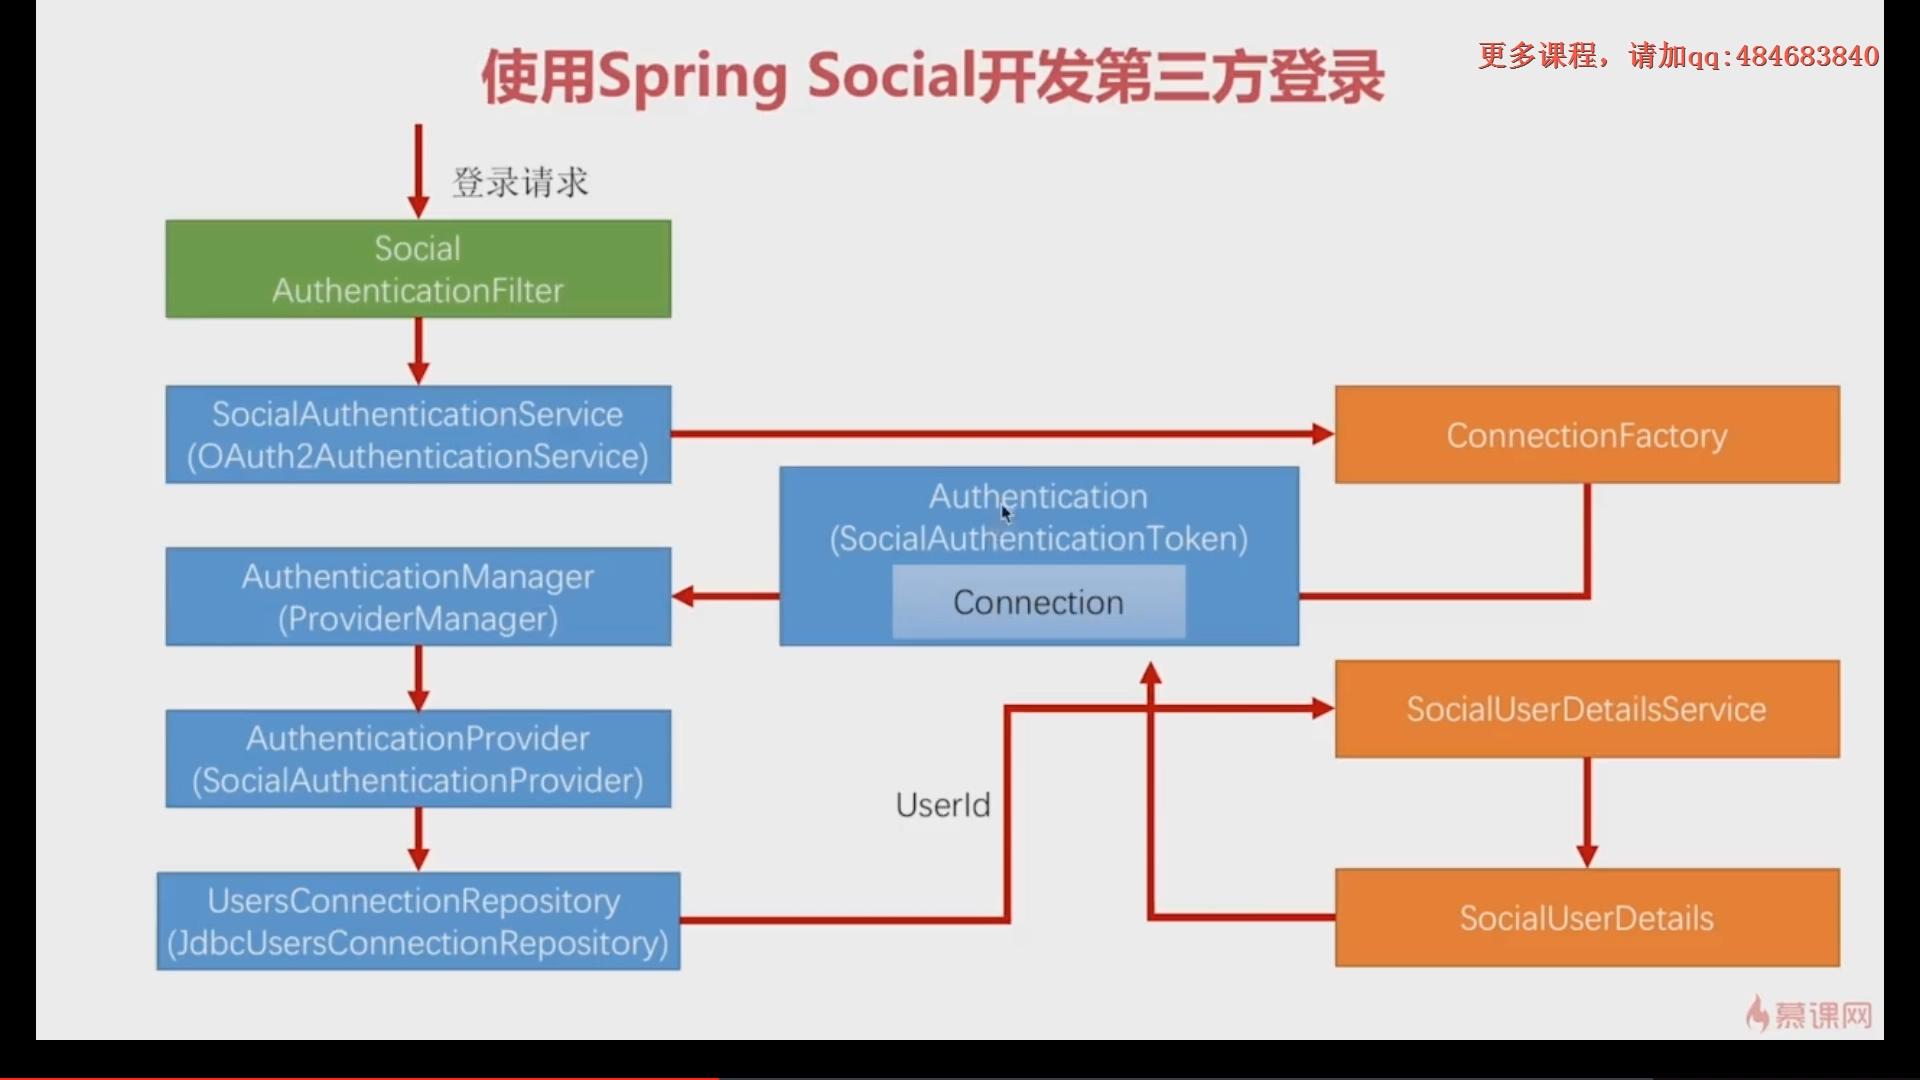 使用Spring Social开发第三方登录
更多课程，请加qq:484683840
登录请求
Social
AuthenticationFilter
SocialAuthenticationService
(OAuth2AuthenticationService)
ConnectionFactory
Authentication
(SocialAuthenticationToken)
Connection
AuthenticationManager
(ProviderManager)
SocialUserDetailsService
AuthenticationProvider
(SocialAuthenticationProvider)
UserId
UsersConnectionRepository
(JdbcUsersConnectionRepository)
SocialUserDetails
慕课网